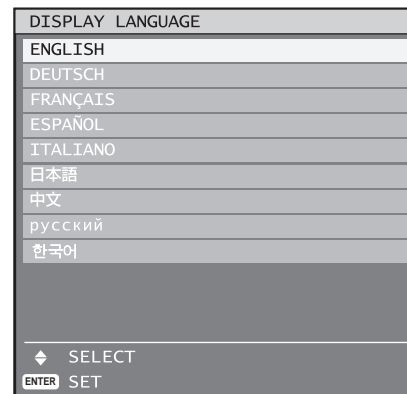 DISPLAY LANGUAGE
ENGLISH
DEUTSCH
FRANÇAIS
ESPAÑOL
ITALIANO
日本語
中文
русский
한국어
SELECT
ENTER SET